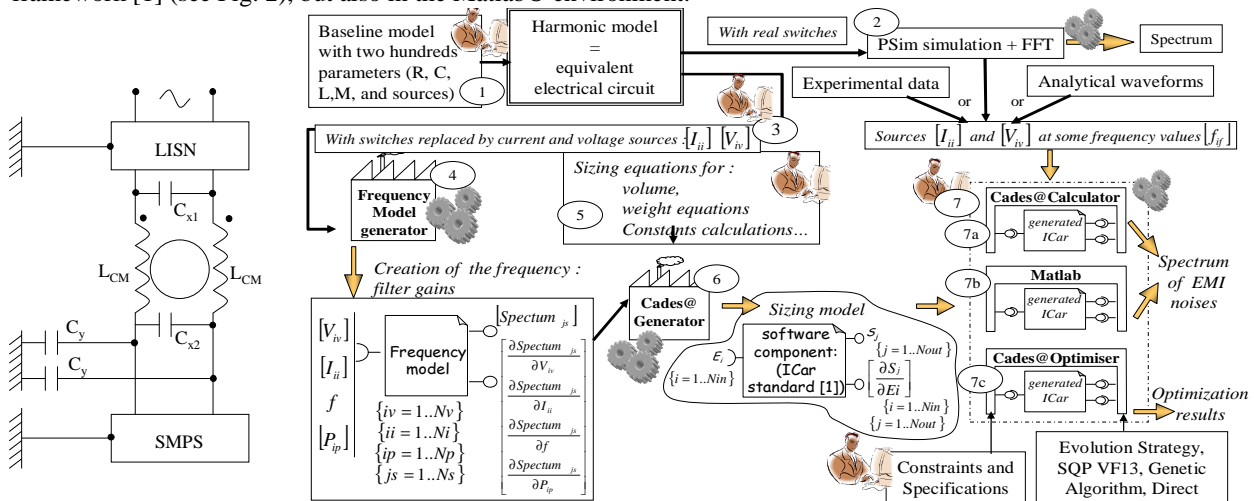 framework [1] (see Fig. 2), but also in the Matlab© environment.
LISN
C_x1
L_CM
L_CM
C_x2
C_y
C_y
SMPS
Baseline model
with two hundreds
parameters (R, C,
L,M, and sources)
1
Harmonic model
=
equivalent
electrical circuit
With real switches
2
PSim simulation + FFT
Spectrum
Experimental data
or
or
Analytical waveforms
Sources [I_ii] and [V_iv] at some frequency values [f_if]
3
With switches replaced by current and voltage sources :[I_ii] [V_iv]
4
Frequency
Model
generator
Creation of the frequency :
filter gains
5
Sizing equations for :
volume,
weight equations
Constants calculations…
[V_iv]
[I_ii]
f
[P_ip]
Frequency
model
{iv = 1..Nv}
{ii = 1..Ni}
{ip = 1..Np}
{js = 1..Ns}
[Spectum_js]
∂Spectum_js
∂V_iv
∂Spectum_js
∂I_ii
∂Spectum_js
∂f
∂Spectum_js
∂P_ip
6
Cades@
Generator
Sizing model
E_i
{i = 1..Nin}
software
component:
(ICar
standard [1])
S_j
{j = 1..Nout}
[∂Sj
∂Ei]
{i = 1..Nin}
{j = 1..Nout}
7
Cades@Calculator
7a
generated
ICar
Matlab
7b
generated
ICar
Cades@Optimiser
7c
generated
ICar
Spectrum
of EMI
noises
Optimization
results
Constraints and
Specifications
Evolution Strategy,
SQP VF13, Genetic
Algorithm, Direct